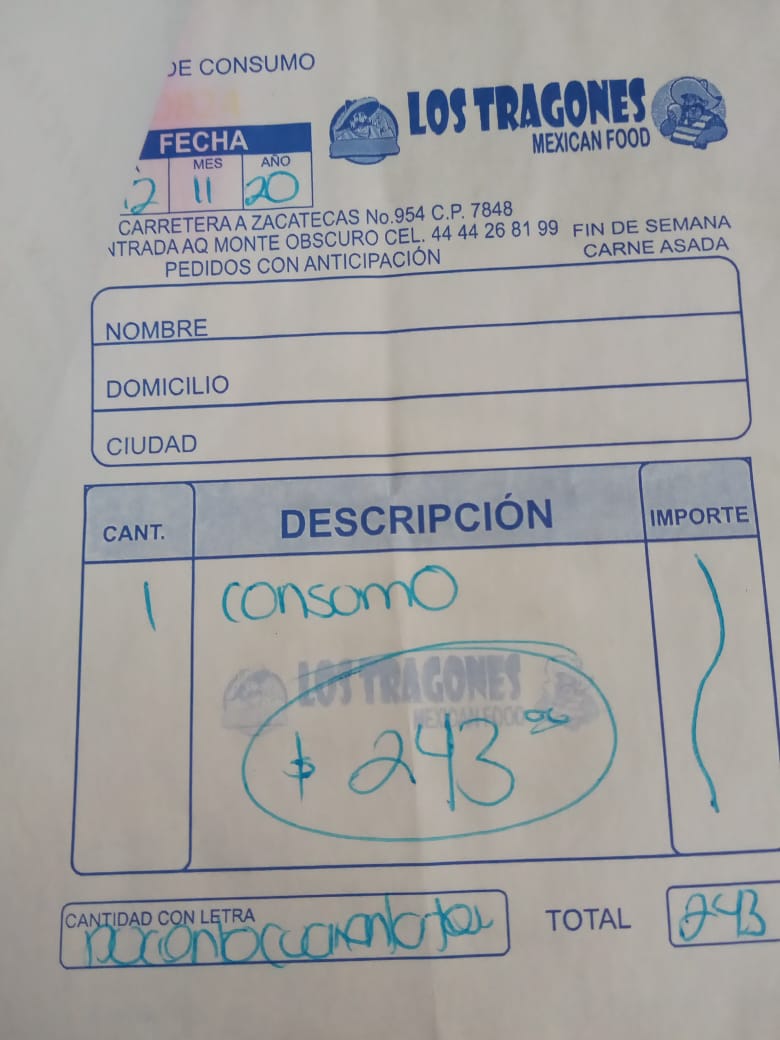 DE CONSUMO
LOS TRAGONES
MEXICAN FOOD
FECHA
MES AÑO
2 11 20
CARRETERA A ZACATECAS No.954 C.P. 7848
NTRADA AQ MONTE OBSCURO CEL. 44 44 26 81 99
PEDIDOS CON ANTICIPACIÓN
FIN DE SEMANA
CARNE ASADA
NOMBRE
DOMICILIO
CIUDAD
CANT. DESCRIPCIÓN IMPORTE
1 consumo
LOS TRAGONES
MEXICAN FOOD
$ 243 00
CANTIDAD CON LETRA
TOTAL 243